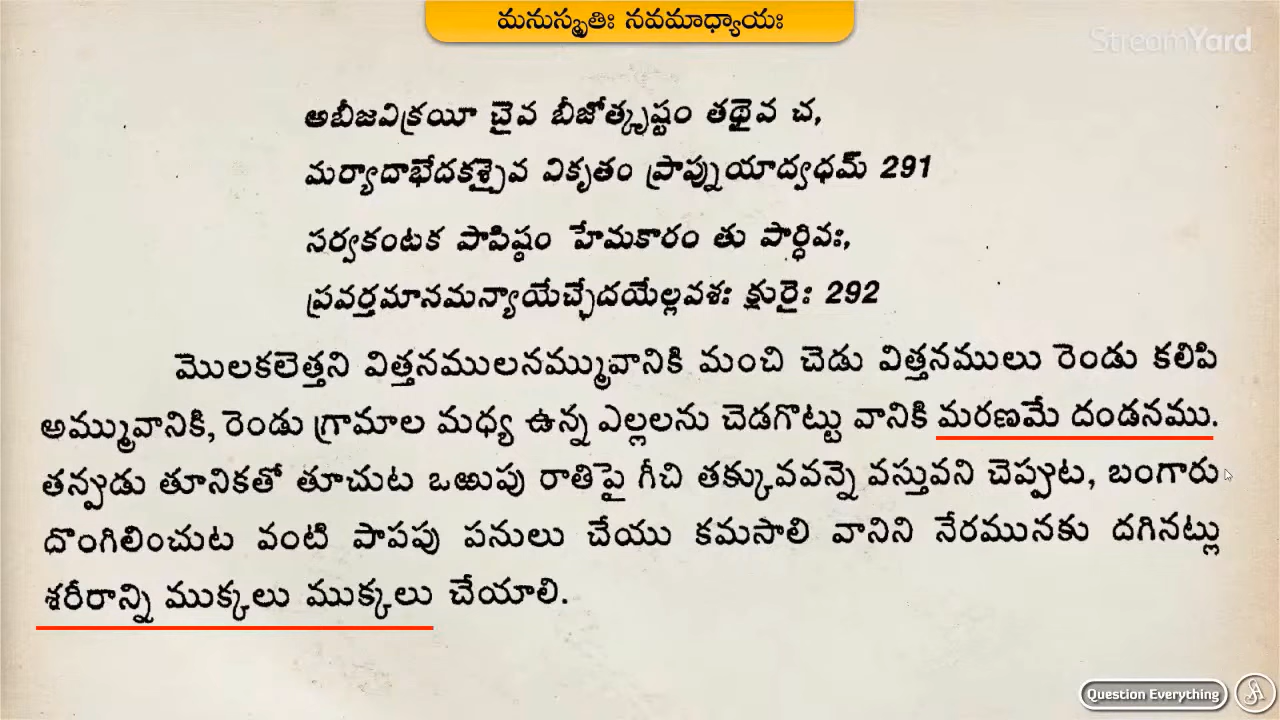 మనుస్మృతిః నవమాధ్యాయః
StreamYard
అబీజవిక్రయీ చైవ బీజోత్కృష్టం తథైవ చ,
మర్యాదాభేదకశ్చైవ వికృతం ప్రాప్నుయాద్వధమ్ 291
సర్వకంటక పాపిష్ఠం హేమకారం తు పార్థివః,
ప్రవర్తమానమన్యాయేచ్ఛేదయేల్లవశః క్షురైః 292
మొలకలెత్తని విత్తనములనమ్మువానికి మంచి చెడు విత్తనములు రెండు కలిపి
అమ్మువానికి, రెండు గ్రామాల మధ్య ఉన్న ఎల్లలను చెడగొట్టు వానికి మరణమే దండనము.
తప్పుడు తూనికతో తూచుట ఒఱుపు రాతిపై గీచి తక్కువవన్నె వస్తువని చెప్పుట, బంగారు
దొంగిలించుట వంటి పాపపు పనులు చేయు కమసాలి వానిని నేరమునకు దగినట్లు
శరీరాన్ని ముక్కలు ముక్కలు చేయాలి.
Question Everything